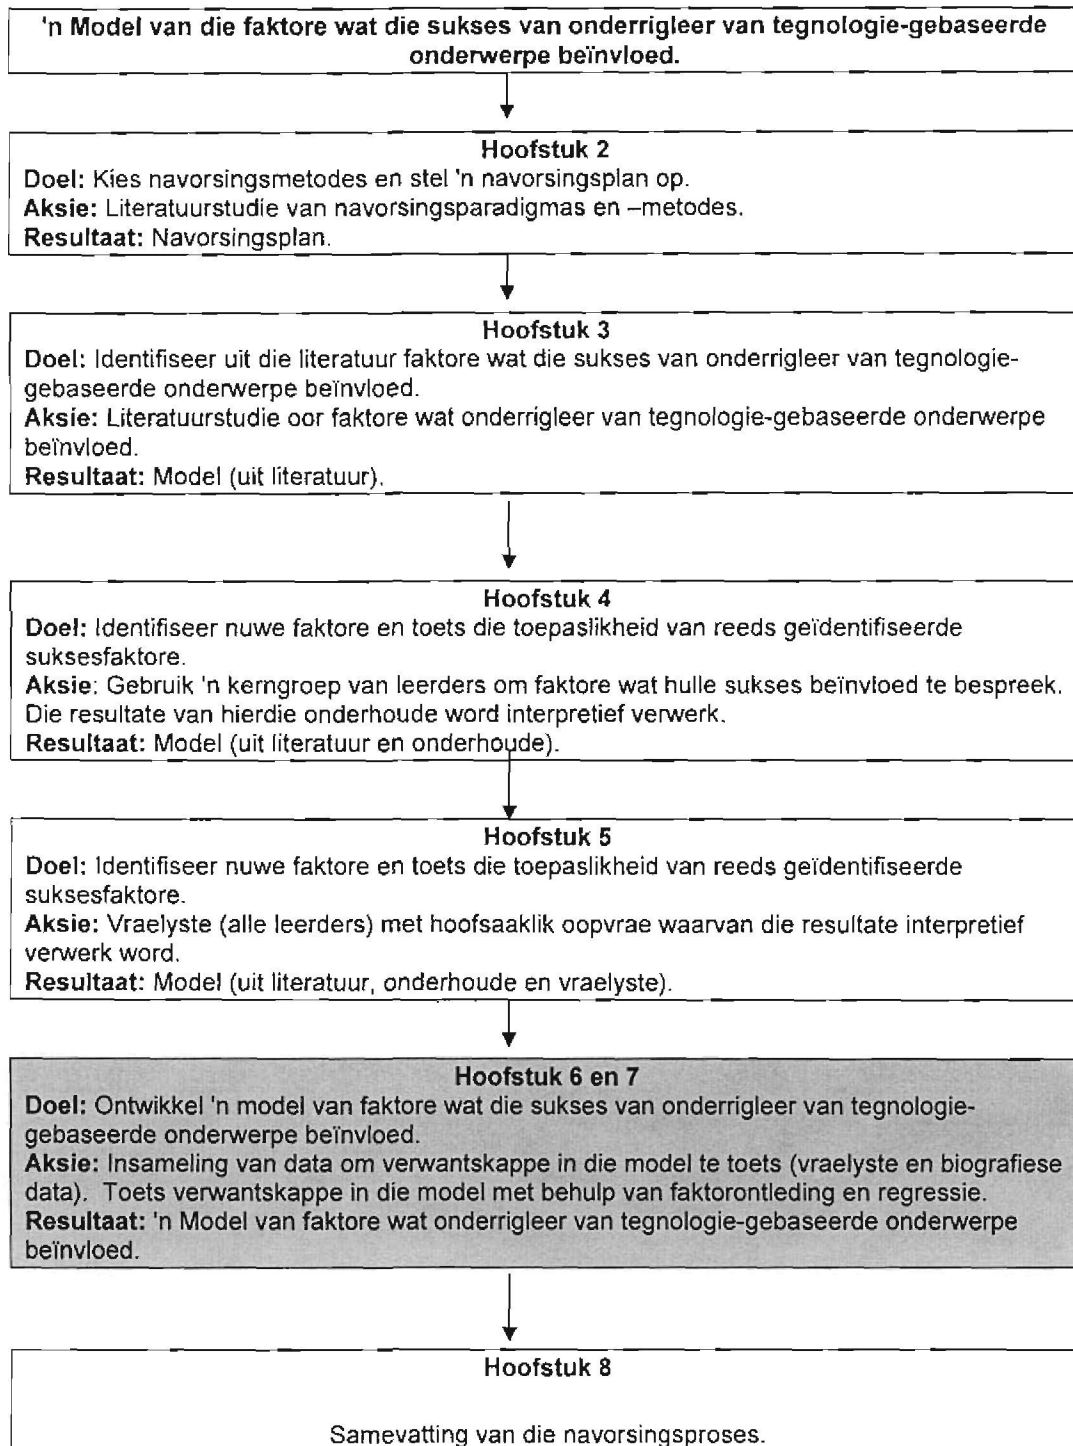 'n Model van die faktore wat die sukses van onderrigleer van tegnologie-gebaseerde
onderwerpe beïnvloed.
Hoofstuk 2
Doel: Kies navorsingsmetodes en stel 'n navorsingsplan op.
Aksie: Literatuurstudie van navorsingsparadigmas en –metodes.
Resultaat: Navorsingsplan.
Hoofstuk 3
Doel: Identifiseer uit die literatuur faktore wat die sukses van onderrigleer van tegnologie-
gebaseerde onderwerpe beïnvloed.
Aksie: Literatuurstudie oor faktore wat onderrigleer van tegnologie-gebaseerde onderwerpe
beïnvloed.
Resultaat: Model (uit literatuur).
Hoofstuk 4
Doel: Identifiseer nuwe faktore en toets die toepaslikheid van reeds geïdentifiseerde
suksesfaktore.
Aksie: Gebruik 'n kerngroep van leerders om faktore wat hulle sukses beïnvloed te bespreek.
Die resultate van hierdie onderhoude word interpretief verwerk.
Resultaat: Model (uit literatuur en onderhoude).
Hoofstuk 5
Doel: Identifiseer nuwe faktore en toets die toepaslikheid van reeds geïdentifiseerde
suksesfaktore.
Aksie: Vraelyste (alle leerders) met hoofsaaklik oopvrae waarvan die resultate interpretief
verwerk word.
Resultaat: Model (uit literatuur, onderhoude en vraelyste).
Hoofstuk 6 en 7
Doel: Ontwikkel 'n model van faktore wat die sukses van onderrigleer van tegnologie-
gebaseerde onderwerpe beïnvloed.
Aksie: Insameling van data om verwantskappe in die model te toets (vraelyste en biografiese
data). Toets verwantskappe in die model met behulp van faktorontleding en regressie.
Resultaat: 'n Model van faktore wat onderrigleer van tegnologie-gebaseerde onderwerpe
beïnvloed.
Hoofstuk 8
Samevatting van die navorsingsproses.